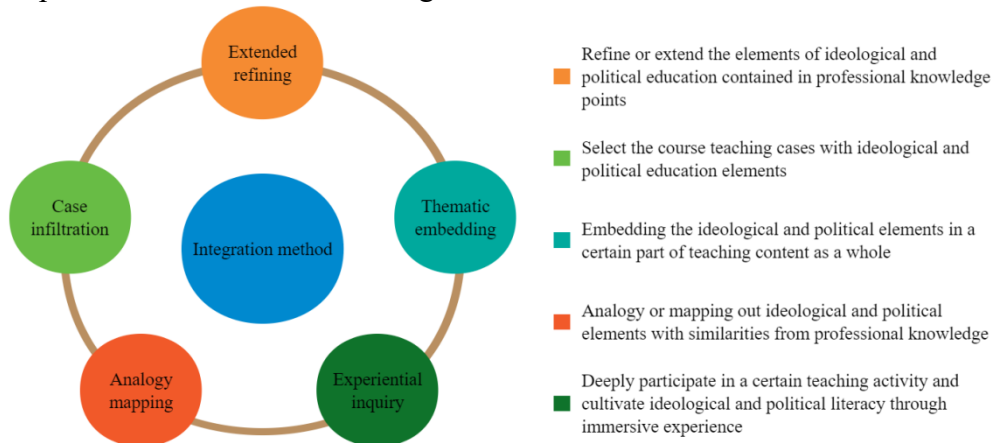 Extended
refining
Case
infiltration
Thematic
embedding
Integration method
Analogy
mapping
Experiential
inquiry
Refine or extend the elements of ideological and
political education contained in professional knowledge
points
Select the course teaching cases with ideological and
political education elements
Embedding the ideological and political elements in a
certain part of teaching content as a whole
Analogy or mapping out ideological and political
elements with similarities from professional knowledge
Deeply participate in a certain teaching activity and
cultivate ideological and political literacy through
immersive experience